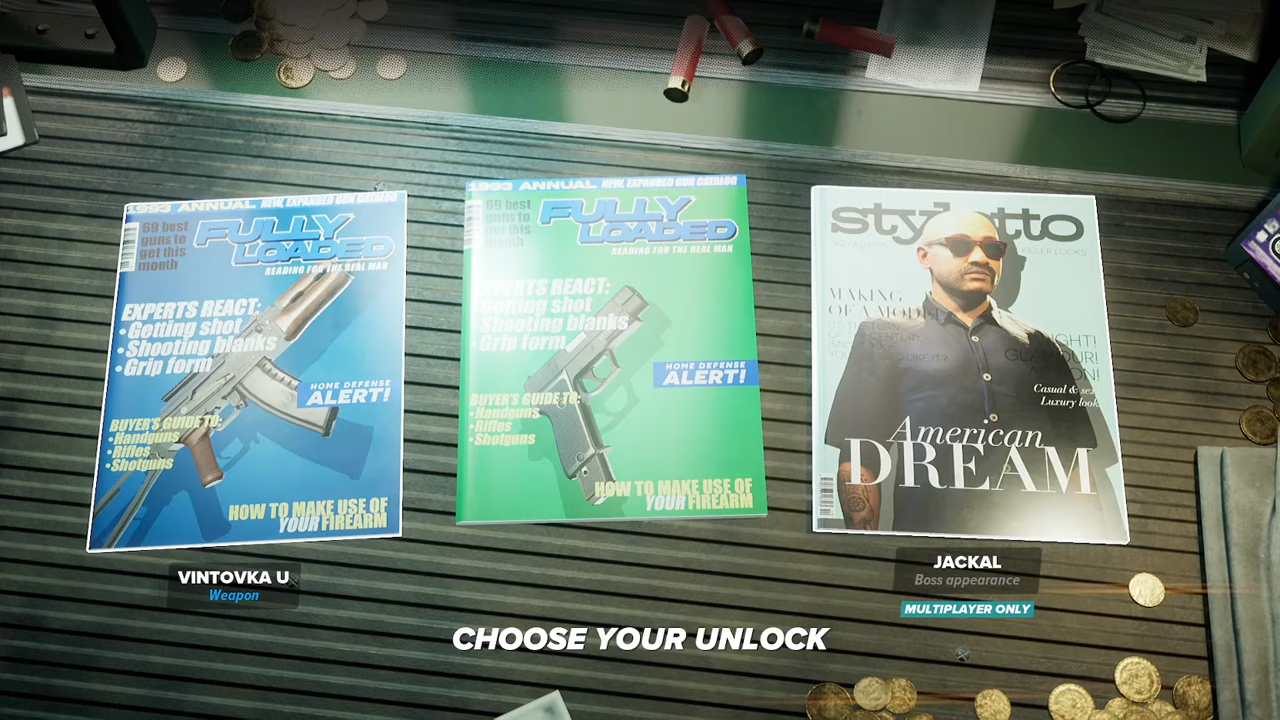 1993 ANNUAL NEW, EXPANDED GUN CATALOG
69 best
guns to
get this
month
FULLY
LOADED
READING FOR THE REAL MAN
EXPERTS REACT:
• Getting shot
• Shooting blanks
• Grip form
HOME DEFENSE
ALERT!
BUYER'S GUIDE TO:
• Handguns
• Rifles
• Shotguns
HOW TO MAKE USE OF
YOUR FIREARM
1993 ANNUAL NEW, EXPANDED GUN CATALOG
69 best
guns to
get this
month
FULLY
LOADED
READING FOR THE REAL MAN
EXPERTS REACT:
• Getting shot
• Shooting blanks
• Grip form
HOME DEFENSE
ALERT!
BUYER'S GUIDE TO:
• Handguns
• Rifles
• Shotguns
HOW TO MAKE USE OF
YOUR FIREARM
styletto
KILLER LOOKS
MAKING
OF A MODEL
Casual &
Luxury look
American
DREAM
VINTOVKA U
Weapon
JACKAL
Boss appearance
MULTIPLAYER ONLY
CHOOSE YOUR UNLOCK